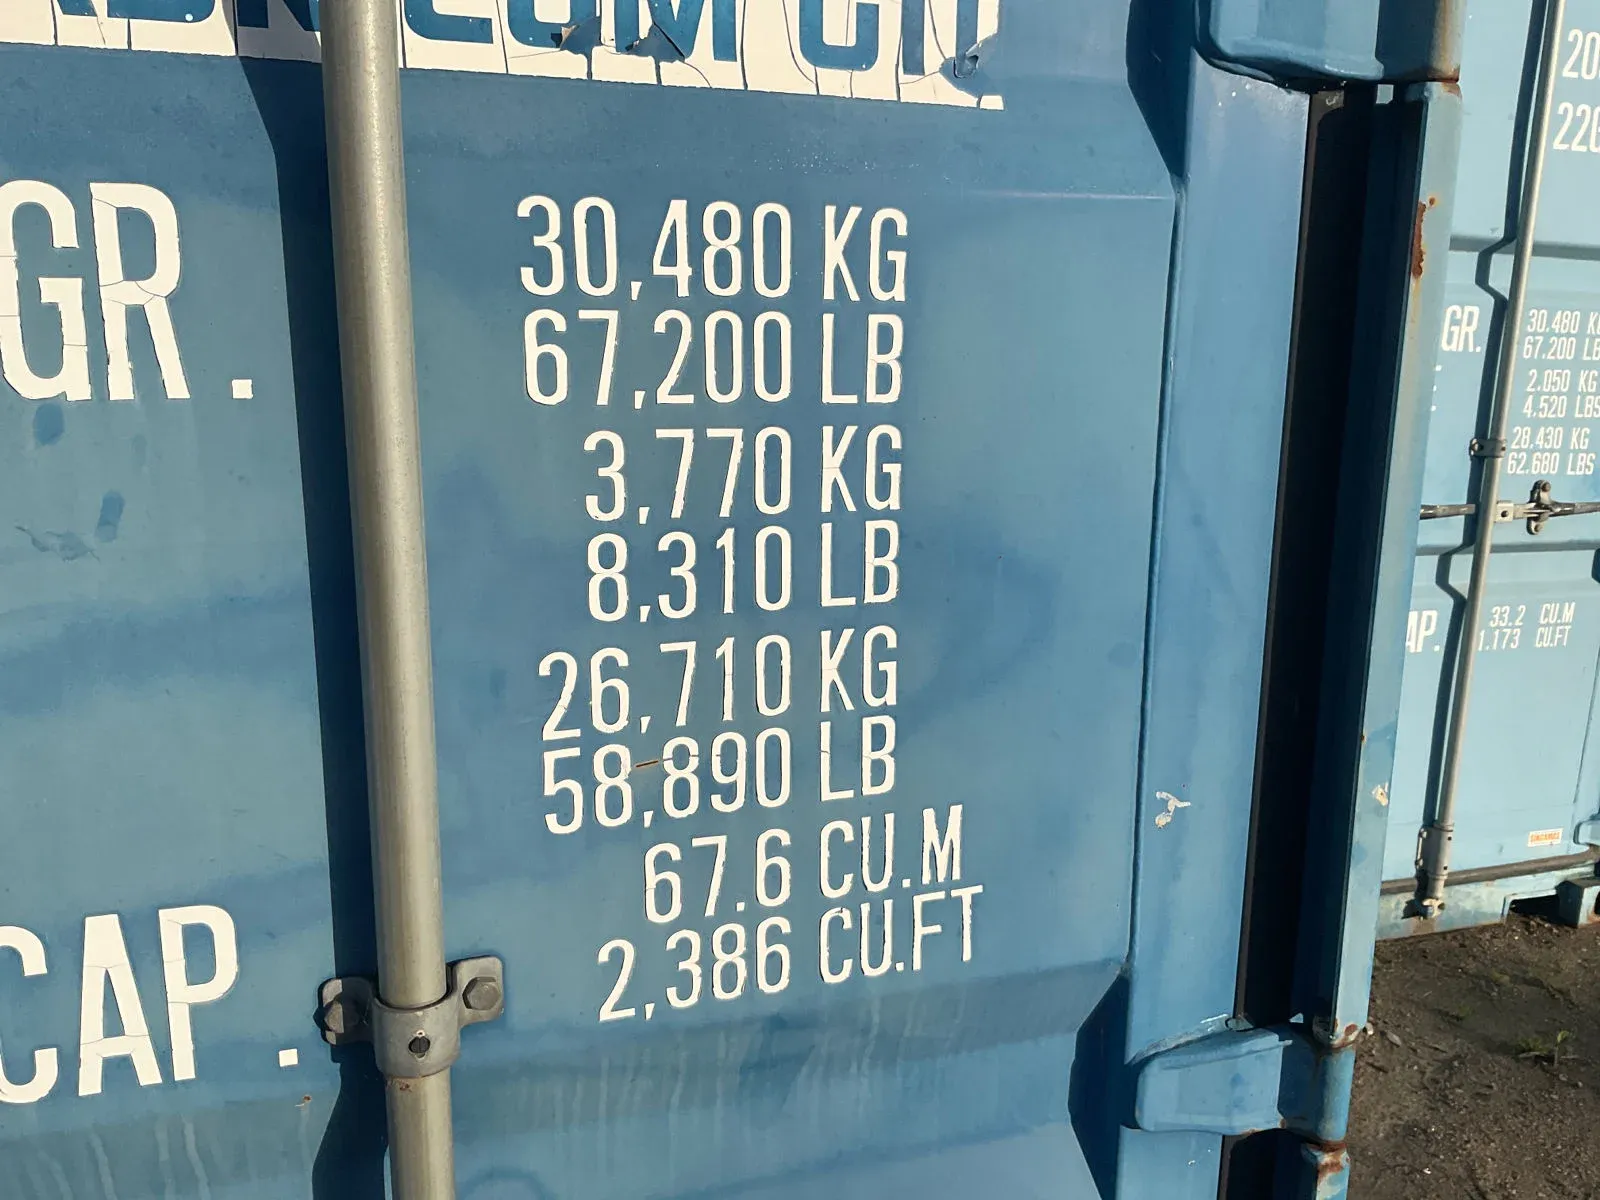 GR.
30,480 KG
67,200 LB
3,770 KG
8,310 LB
26,710 KG
58,890 LB
CAP.
67.6 CU.M
2,386 CU.FT
GR.
30.480
67.200 LB
2.050 KG
4.520 LBS
28.430 KG
62.680 LBS
33.2 CU.M
1.173 CU.FT